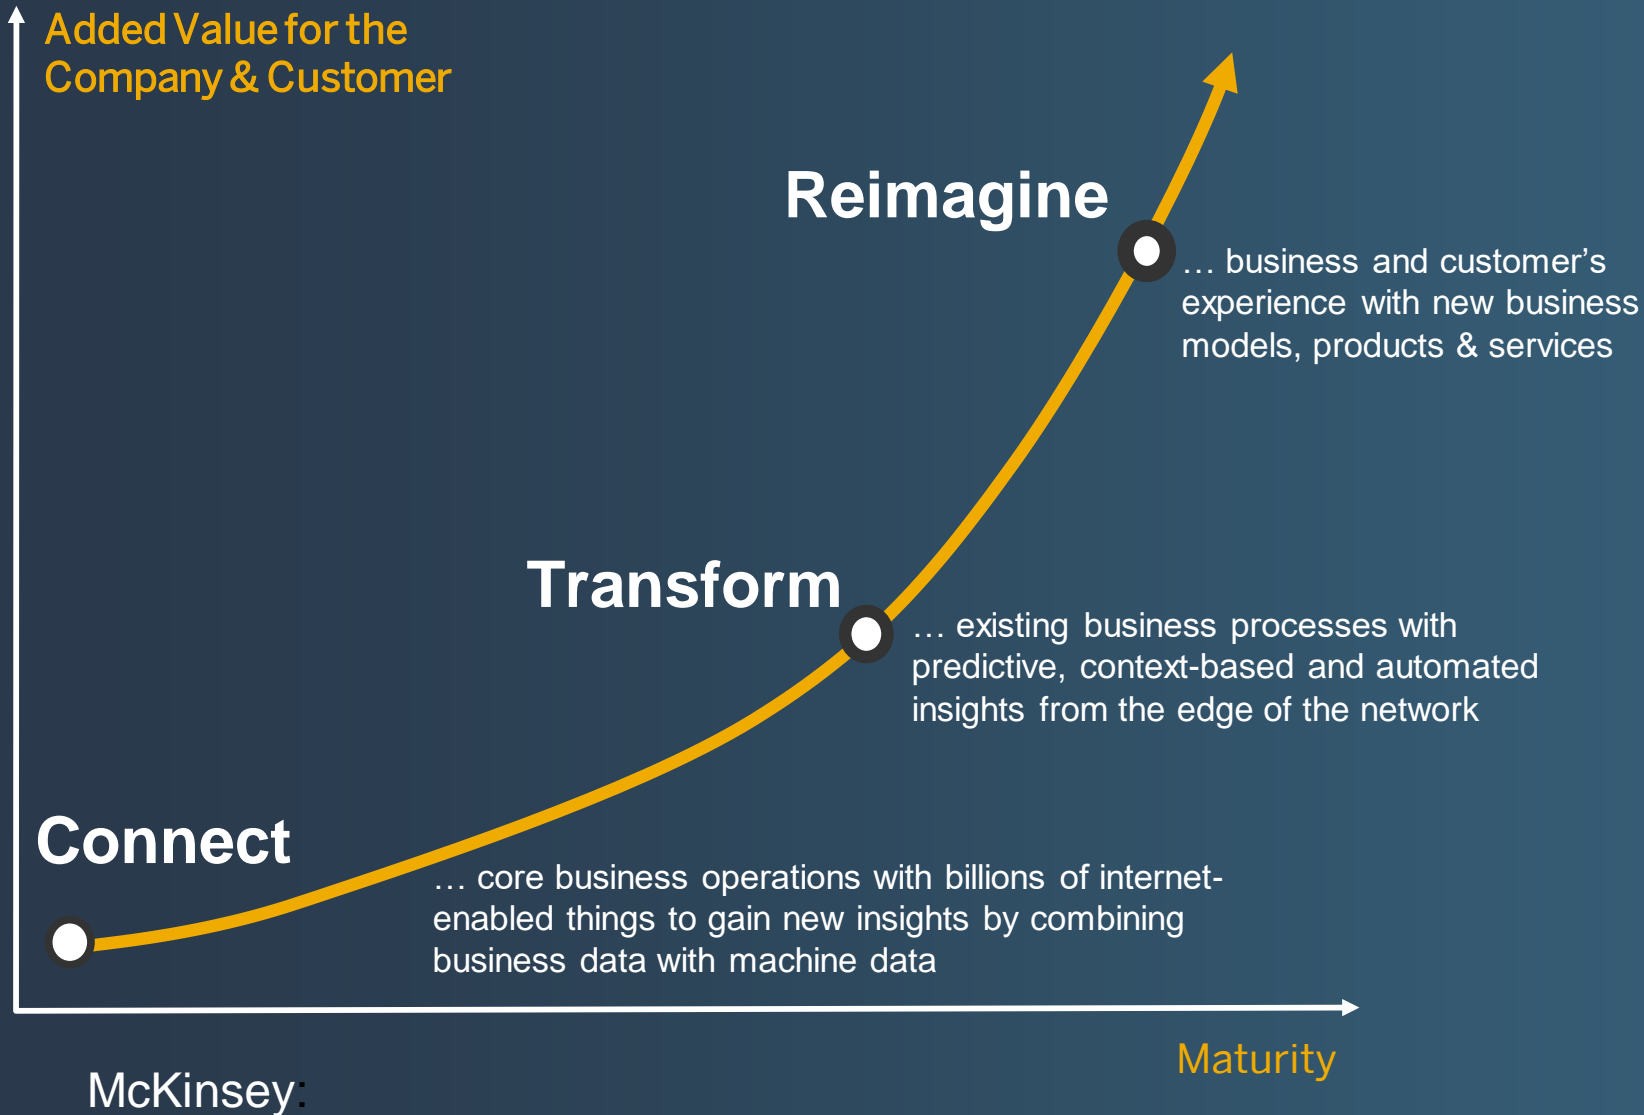 Added Value for the
Company & Customer
Reimagine
… business and customer’s
experience with new business
models, products & services
Transform
… existing business processes with
predictive, context-based and automated
insights from the edge of the network
Connect
… core business operations with billions of internet-
enabled things to gain new insights by combining
business data with machine data
Maturity
McKinsey: